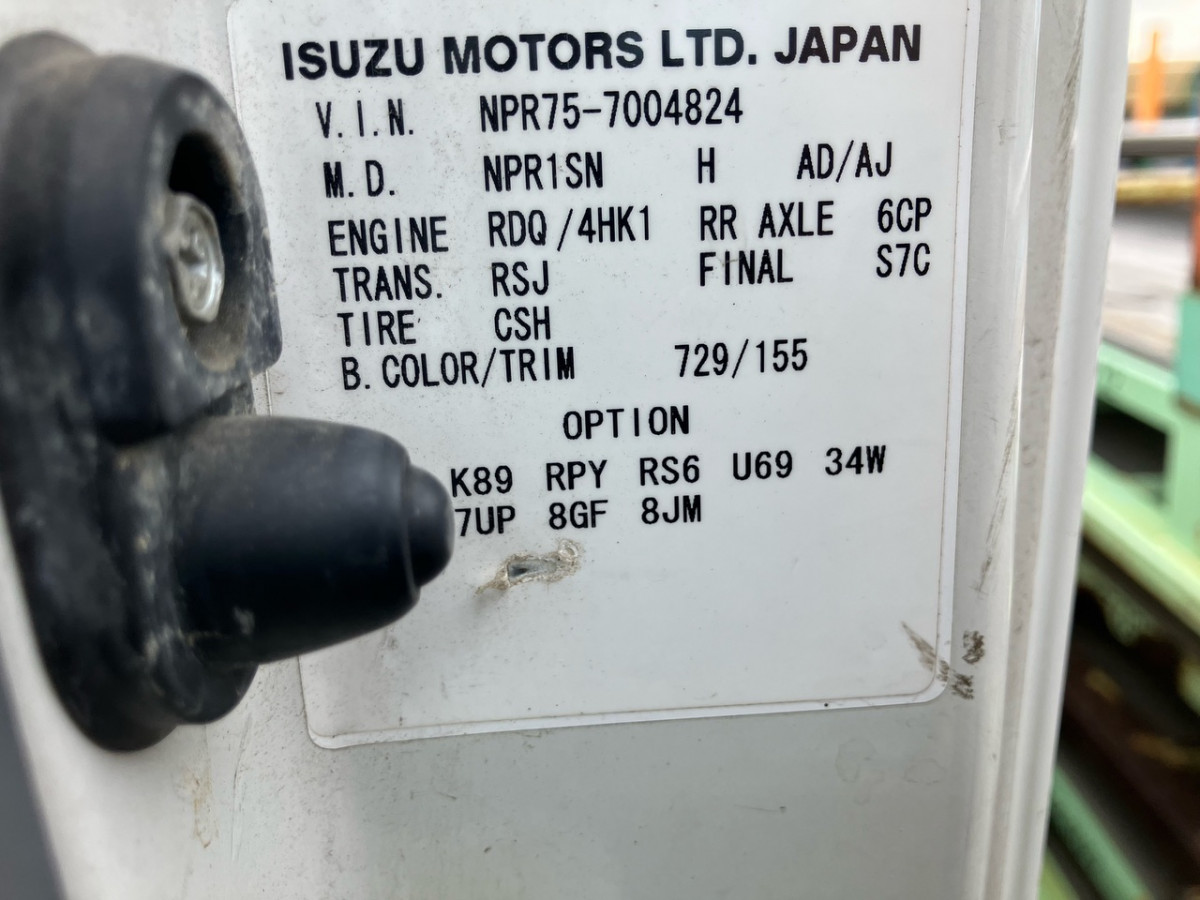 ISUZU MOTORS LTD. JAPAN
V.I.N. NPR75-7004824
M.D. NPR1SN H AD/AJ
ENGINE RDQ/4HK1 RR AXLE 6CP
TRANS. RSJ FINAL S7C
TIRE CSH
B.COLOR/TRIM 729/155
OPTION
K89 RPY RS6 U69 34W
7UP 8GF 8JM